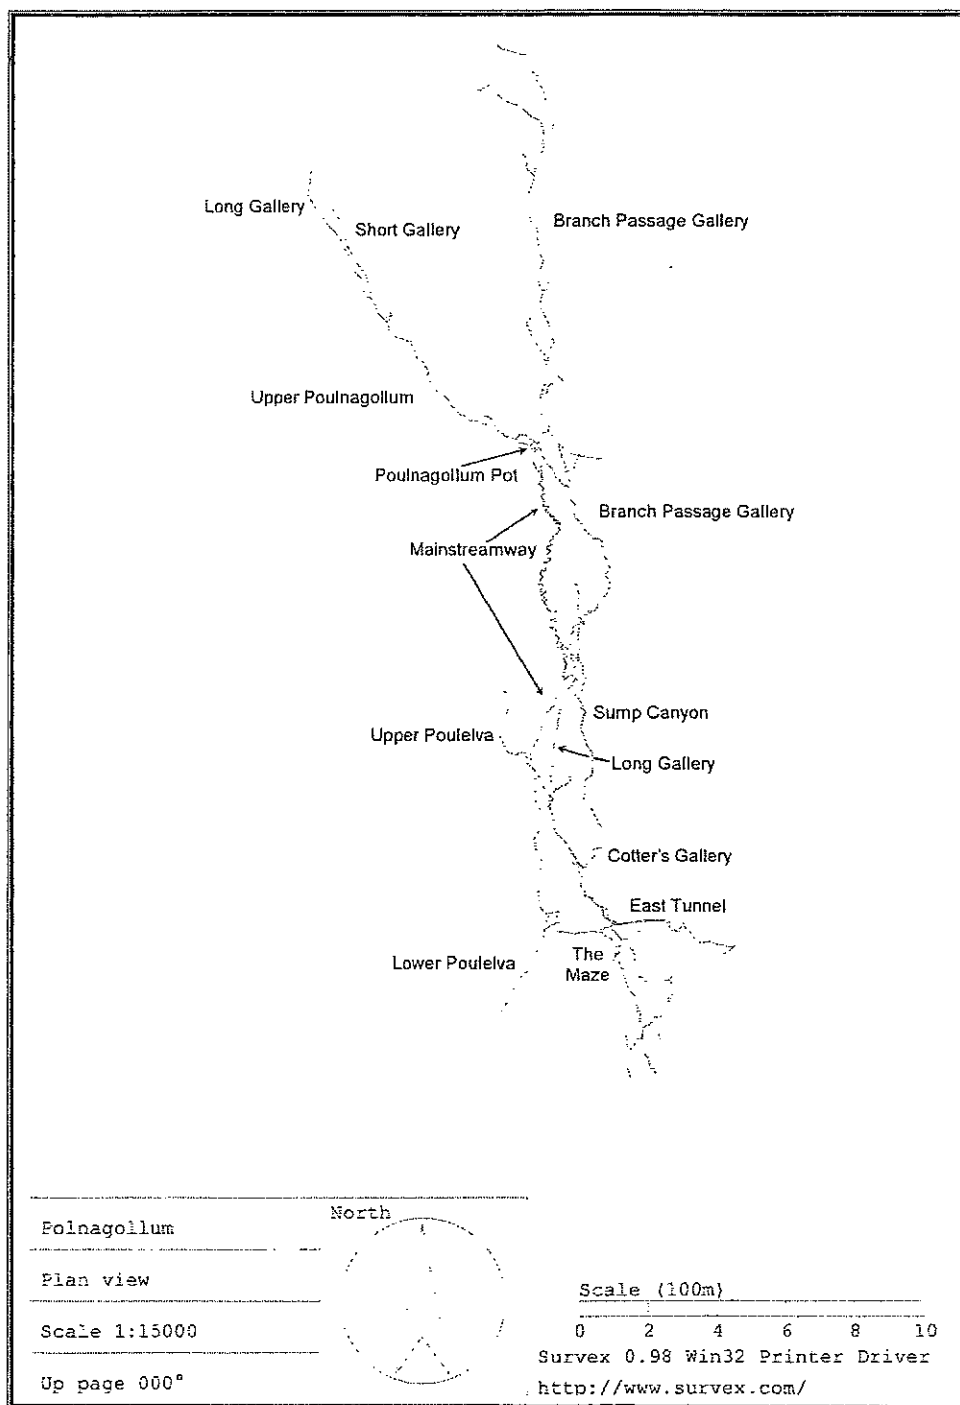 Long Gallery
Short Gallery
Branch Passage Gallery
Upper Poulnagollum
Poulnagollum Pot
Branch Passage Gallery
Mainstreamway
Sump Canyon
Upper Poulelva
Long Gallery
Cotter's Gallery
East Tunnel
The
Maze
Lower Poulelva
North
Polnagollum
Plan view
Scale 1:15000
Up page 000°
Scale (100m)
0 2 4 6 8 10
Survex 0.98 Win32 Printer Driver
http://www.survex.com/